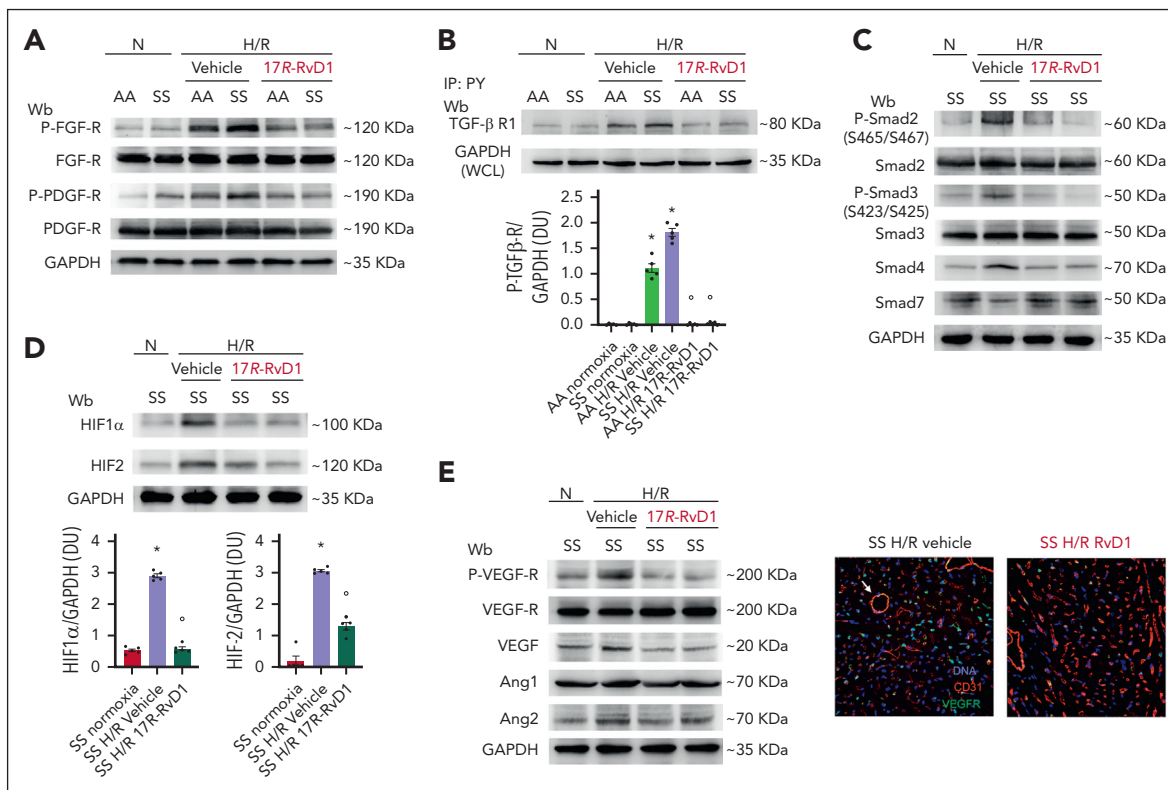 A
N
H/R
Vehicle
17R-RvD1
Wb
AA SS AA SS AA SS
P-FGF-R ~120 KDa
FGF-R ~120 KDa
P-PDGF-R ~190 KDa
PDGF-R ~190 KDa
GAPDH ~35 KDa
B
N
H/R
Vehicle
17R-RvD1
IP: PY
Wb
AA SS AA SS AA SS
TGF-β R1 ~80 KDa
GAPDH
(WCL) ~35 KDa
P-TGFβ-R/
GAPDH (DU)
2.5
2.0
1.5
1.0
0.5
0.0
*
*
AA normoxia
SS normoxia
AA H/R Vehicle
SS H/R Vehicle
AA H/R 17R-RvD1
SS H/R 17R-RvD1
C
N
H/R
Vehicle 17R-RvD1
Wb
SS SS SS SS
P-Smad2
(S465/S467) ~60 KDa
Smad2 ~60 KDa
P-Smad3
(S423/S425) ~50 KDa
Smad3 ~50 KDa
Smad4 ~70 KDa
Smad7 ~50 KDa
GAPDH ~35 KDa
D
N
H/R
Vehicle 17R-RvD1
Wb
SS SS SS SS
HIF1α ~100 KDa
HIF2 ~120 KDa
GAPDH ~35 KDa
HIF1α/GAPDH (DU)
4
3
2
1
0
*
SS normoxia
SS H/R Vehicle
SS H/R 17R-RvD1
HIF-2/GAPDH (DU)
4
3
2
1
0
*
SS normoxia
SS H/R Vehicle
SS H/R 17R-RvD1
E
N
H/R
Vehicle 17R-RvD1
Wb
SS SS SS SS
P-VEGF-R ~200 KDa
VEGF-R ~200 KDa
VEGF ~20 KDa
Ang1 ~70 KDa
Ang2 ~70 KDa
GAPDH ~35 KDa
SS H/R vehicle
SS H/R RvD1
DNA
CD31
VEGFR